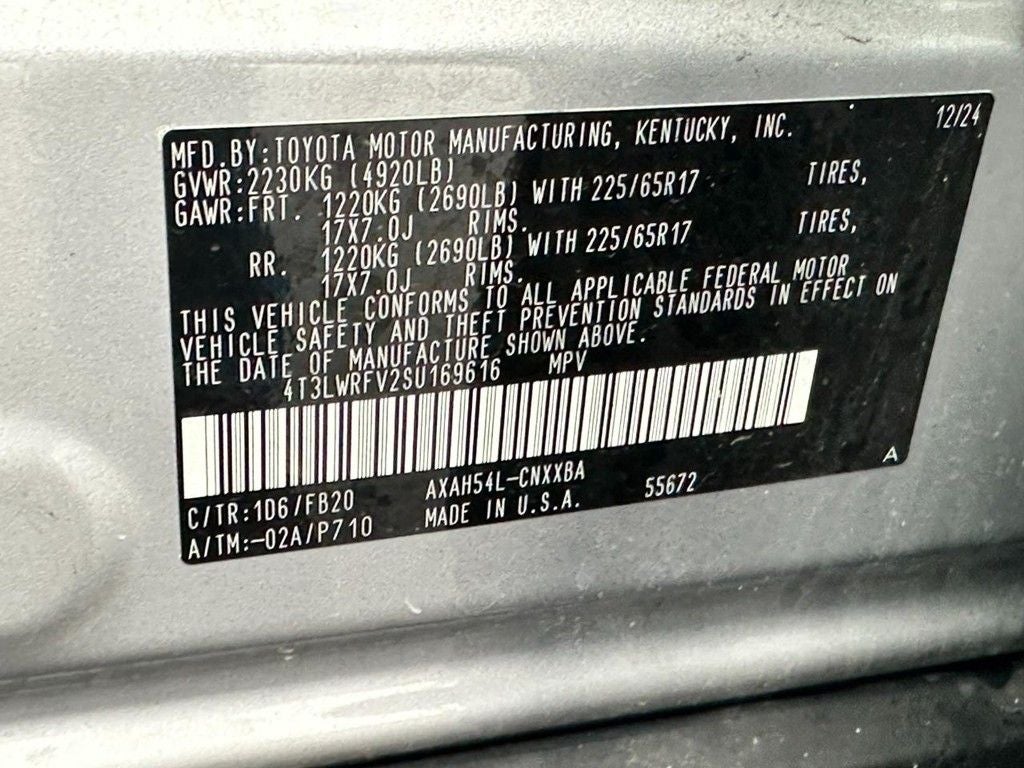 12/24
MFD.BY:TOYOTA MOTOR MANUFACTURING, KENTUCKY, INC.
GVWR:2230KG (4920LB)
GAWR:FRT. 1220KG (2690LB) WITH 225/65R17 TIRES,
17X7.0J RIMS.
RR. 1220KG (2690LB) WITH 225/65R17 TIRES,
17X7.0J RIMS.
THIS VEHICLE CONFORMS TO ALL APPLICABLE FEDERAL MOTOR
VEHICLE SAFETY AND THEFT PREVENTION STANDARDS IN EFFECT ON
THE DATE OF MANUFACTURE SHOWN ABOVE.
4T3LWRFV2SU169616 MPV
C/TR:1D6/FB20 AXAH54L-CNXXBA 55672 A
A/TM:-02A/P710 MADE IN U.S.A.